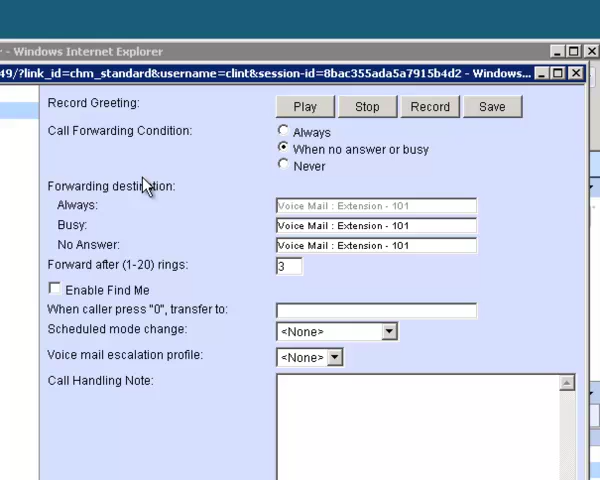 - Windows Internet Explorer
49/?link_id=chm_standard&username=clint&session-id=8bac355ada5a7915b4d2 - Windows...
Record Greeting: Play Stop Record Save
Call Forwarding Condition: Always
When no answer or busy
Never
Forwarding destination:
Always: Voice Mail : Extension - 101
Busy: Voice Mail : Extension - 101
No Answer: Voice Mail : Extension - 101
Forward after (1-20) rings: 3
Enable Find Me
When caller press "0", transfer to:
Scheduled mode change: <None>
Voice mail escalation profile: <None>
Call Handling Note: